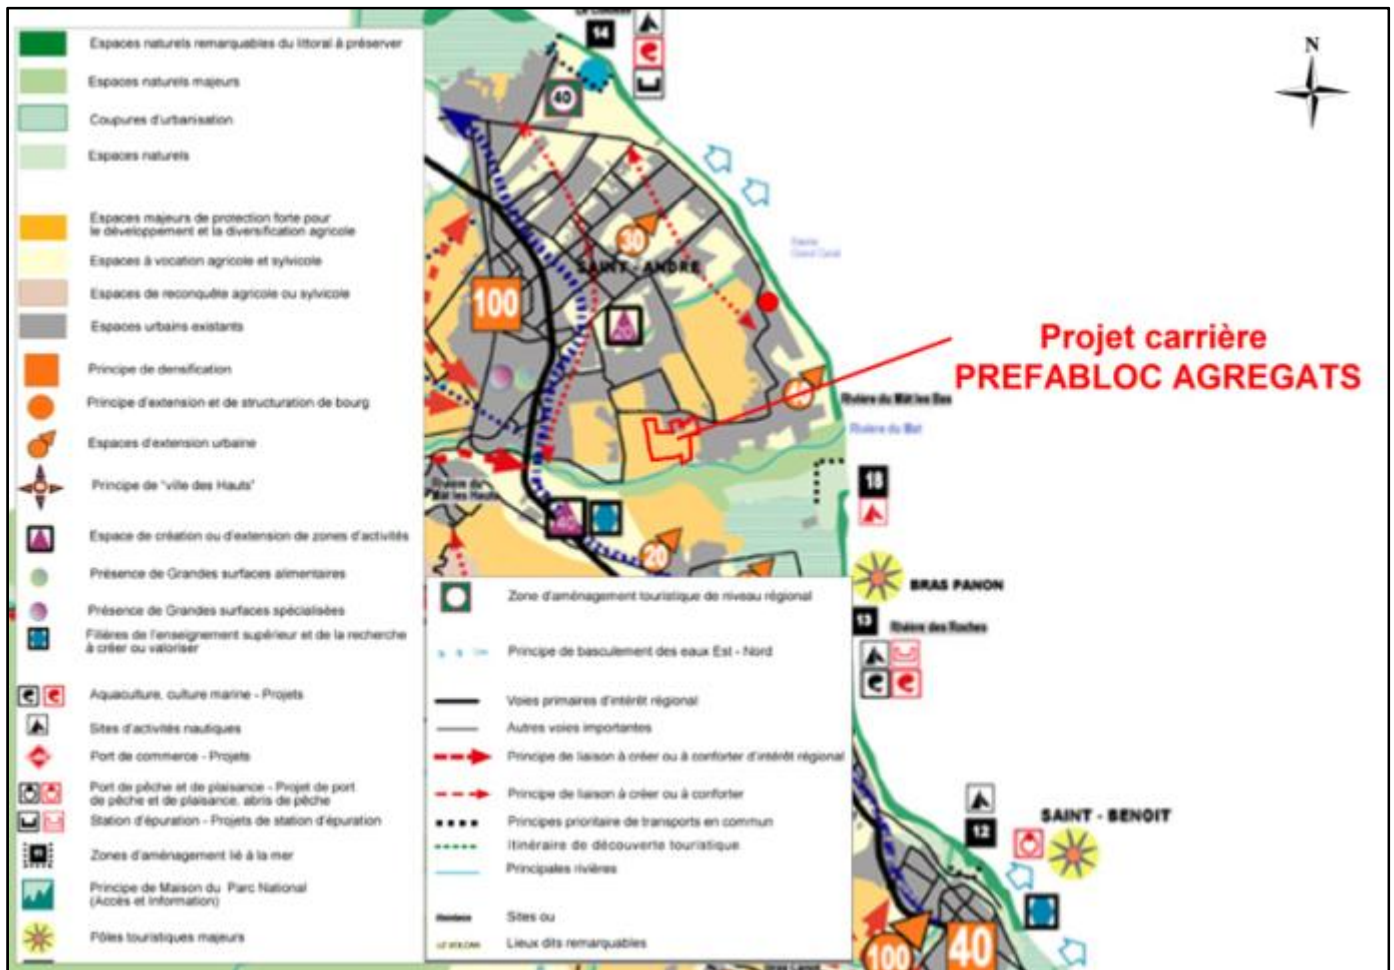 Espaces naturels remarquables du littoral à préserver
Espaces naturels majeurs
Coupures d'urbanisation
Espaces naturels
Espaces majeurs de protection forte pour
le développement et la diversification agricole
Espaces à vocation agricole et sylvicole
Espaces de reconquête agricole ou sylvicole
Espaces urbains existants
Principe de densification
Principe d'extension et de structuration de bourg
Espaces d'extension urbaine
Principe de "ville des Hauts"
Espace de création ou d'extension de zones d'activités
Présence de Grandes surfaces alimentaires
Présence de Grandes surfaces spécialisées
Filières de l'enseignement supérieur et de la recherche
à créer ou valoriser
Aquaculture, culture marine - Projets
Sites d'activités nautiques
Port de commerce - Projets
Port de pêche et de plaisance - Projet de port
de pêche et de plaisance, abris de pêche
Station d'épuration - Projets de station d'épuration
Zones d'aménagement lié à la mer
Principe de Maison du Parc National
(Accès et Information)
Pôles touristiques majeurs
Zone d'aménagement touristique de niveau régional
Principe de basculement des eaux Est - Nord
Voies primaires d'intérêt régional
Autres voies importantes
Principe de liaison à créer ou à conforter d'intérêt régional
Principe de liaison à créer ou à conforter
Principes prioritaire de transports en commun
Itinéraire de découverte touristique
Principales rivières
Sites ou
Lieux dits remarquables
LE VOLCAN
N
14
40
30
SAINT - ANDRE
100
Projet carrière
PREFABLOC AGREGATS
Rivière du Mât les Bas
Rivière du Mat
Rivière du
Mât les Hauts
18
20
BRAS PANON
13
Rivière des Roches
12
SAINT - BENOIT
100
40